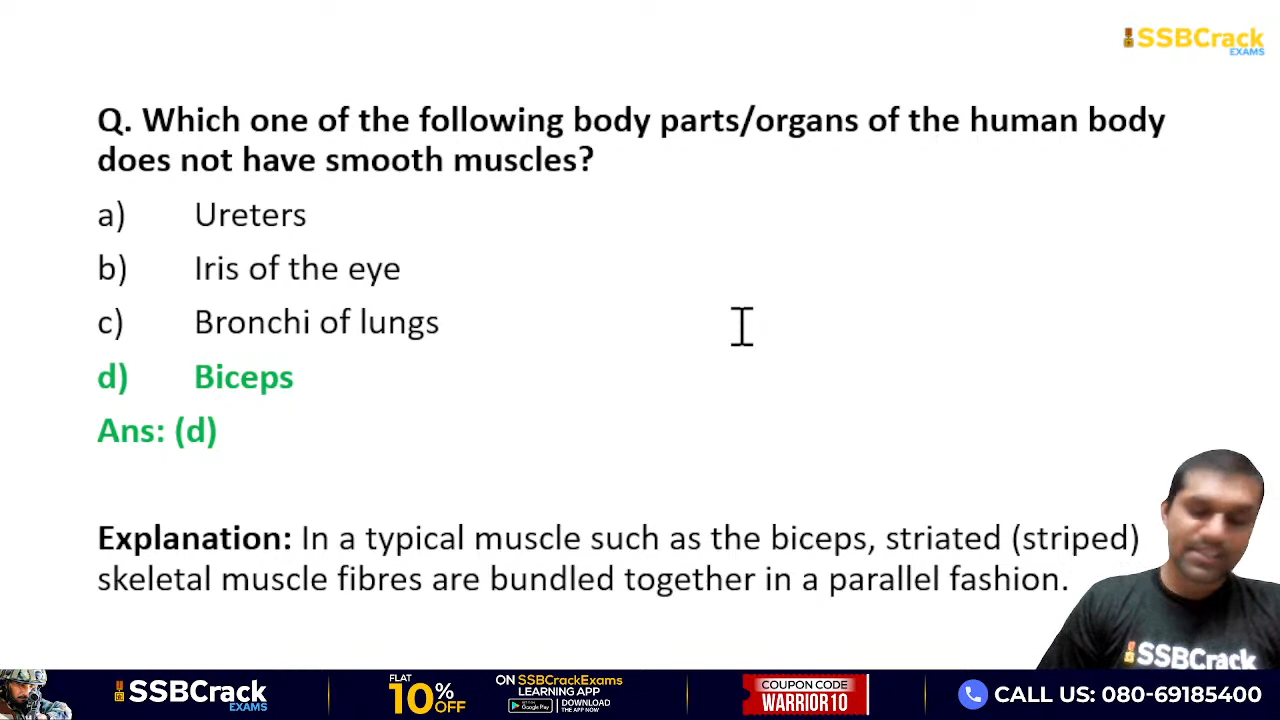 SSBCrack
EXAMS
Q. Which one of the following body parts/organs of the human body
does not have smooth muscles?
a) Ureters
b) Iris of the eye
c) Bronchi of lungs
d) Biceps
Ans: (d)
Explanation: In a typical muscle such as the biceps, striated (striped)
skeletal muscle fibres are bundled together in a parallel fashion.
SSBCrack
SSBCrack
EXAMS
FLAT
10% OFF
ON SSBCrackExams
LEARNING APP
Google Play
DOWNLOAD
THE APP NOW
COUPON CODE
WARRIOR10
CALL US: 080-69185400